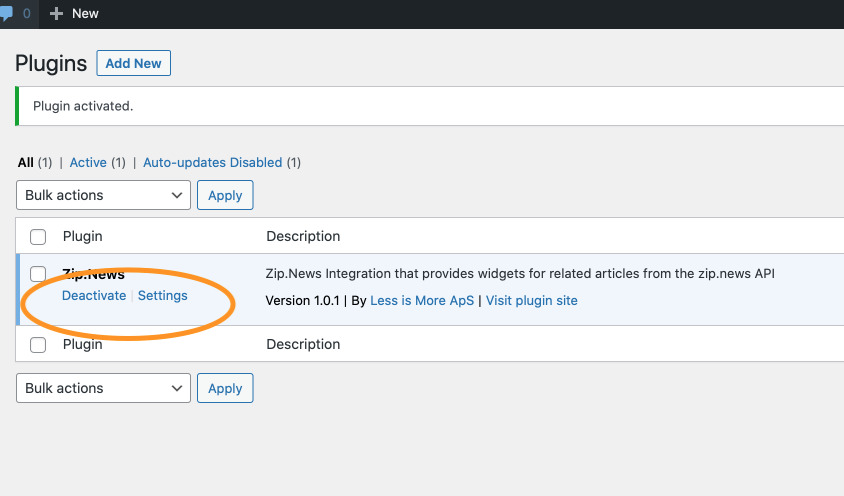 0 New
Plugins Add New
Plugin activated.
All (1) | Active (1) | Auto-updates Disabled (1)
Bulk actions Apply
Plugin Description
Zip.News Zip.News Integration that provides widgets for related articles from the zip.news API
Deactivate | Settings Version 1.0.1 | By Less is More ApS | Visit plugin site
Plugin Description
Bulk actions Apply